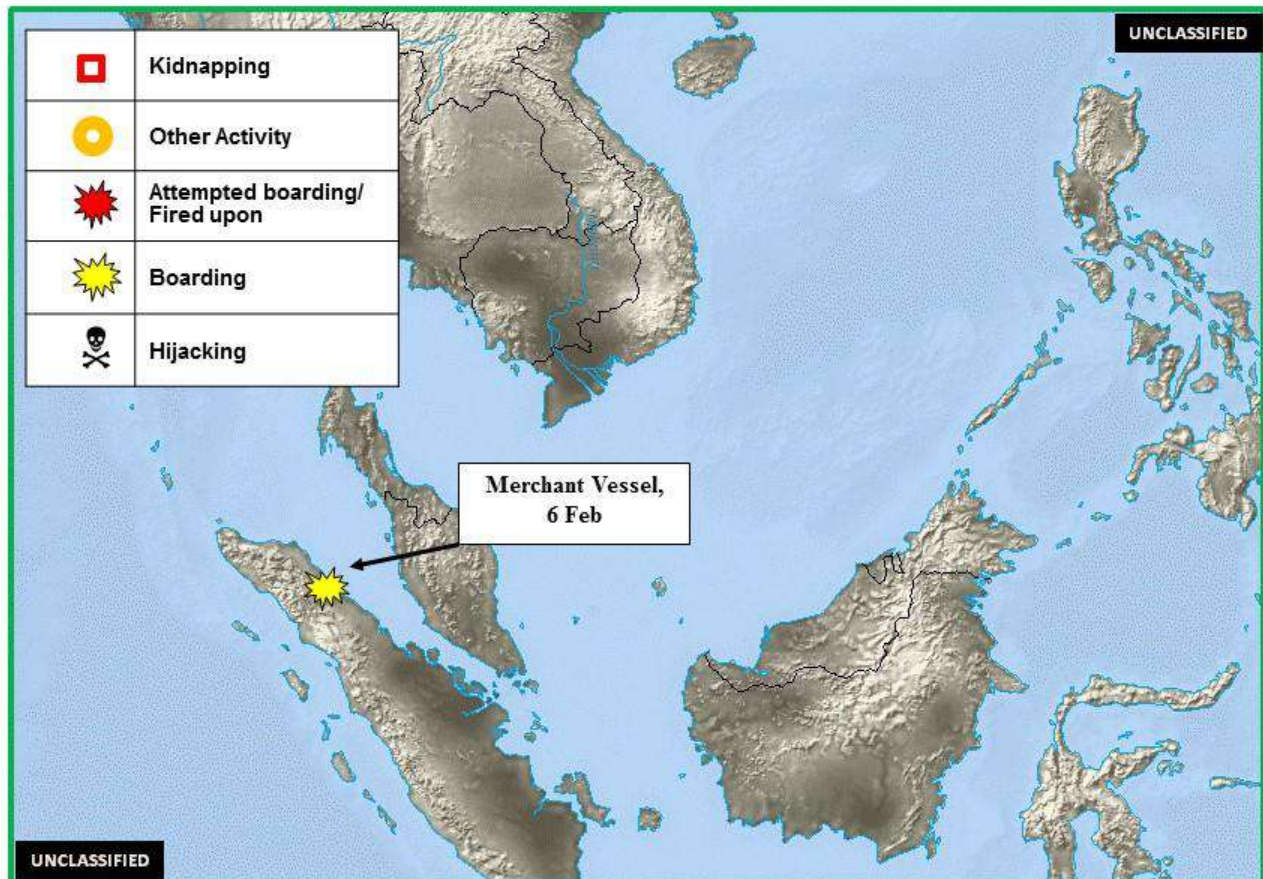 UNCLASSIFIED
Kidnapping
Other Activity
Attempted boarding/
Fired upon
Boarding
Hijacking
Merchant Vessel,
6 Feb
UNCLASSIFIED